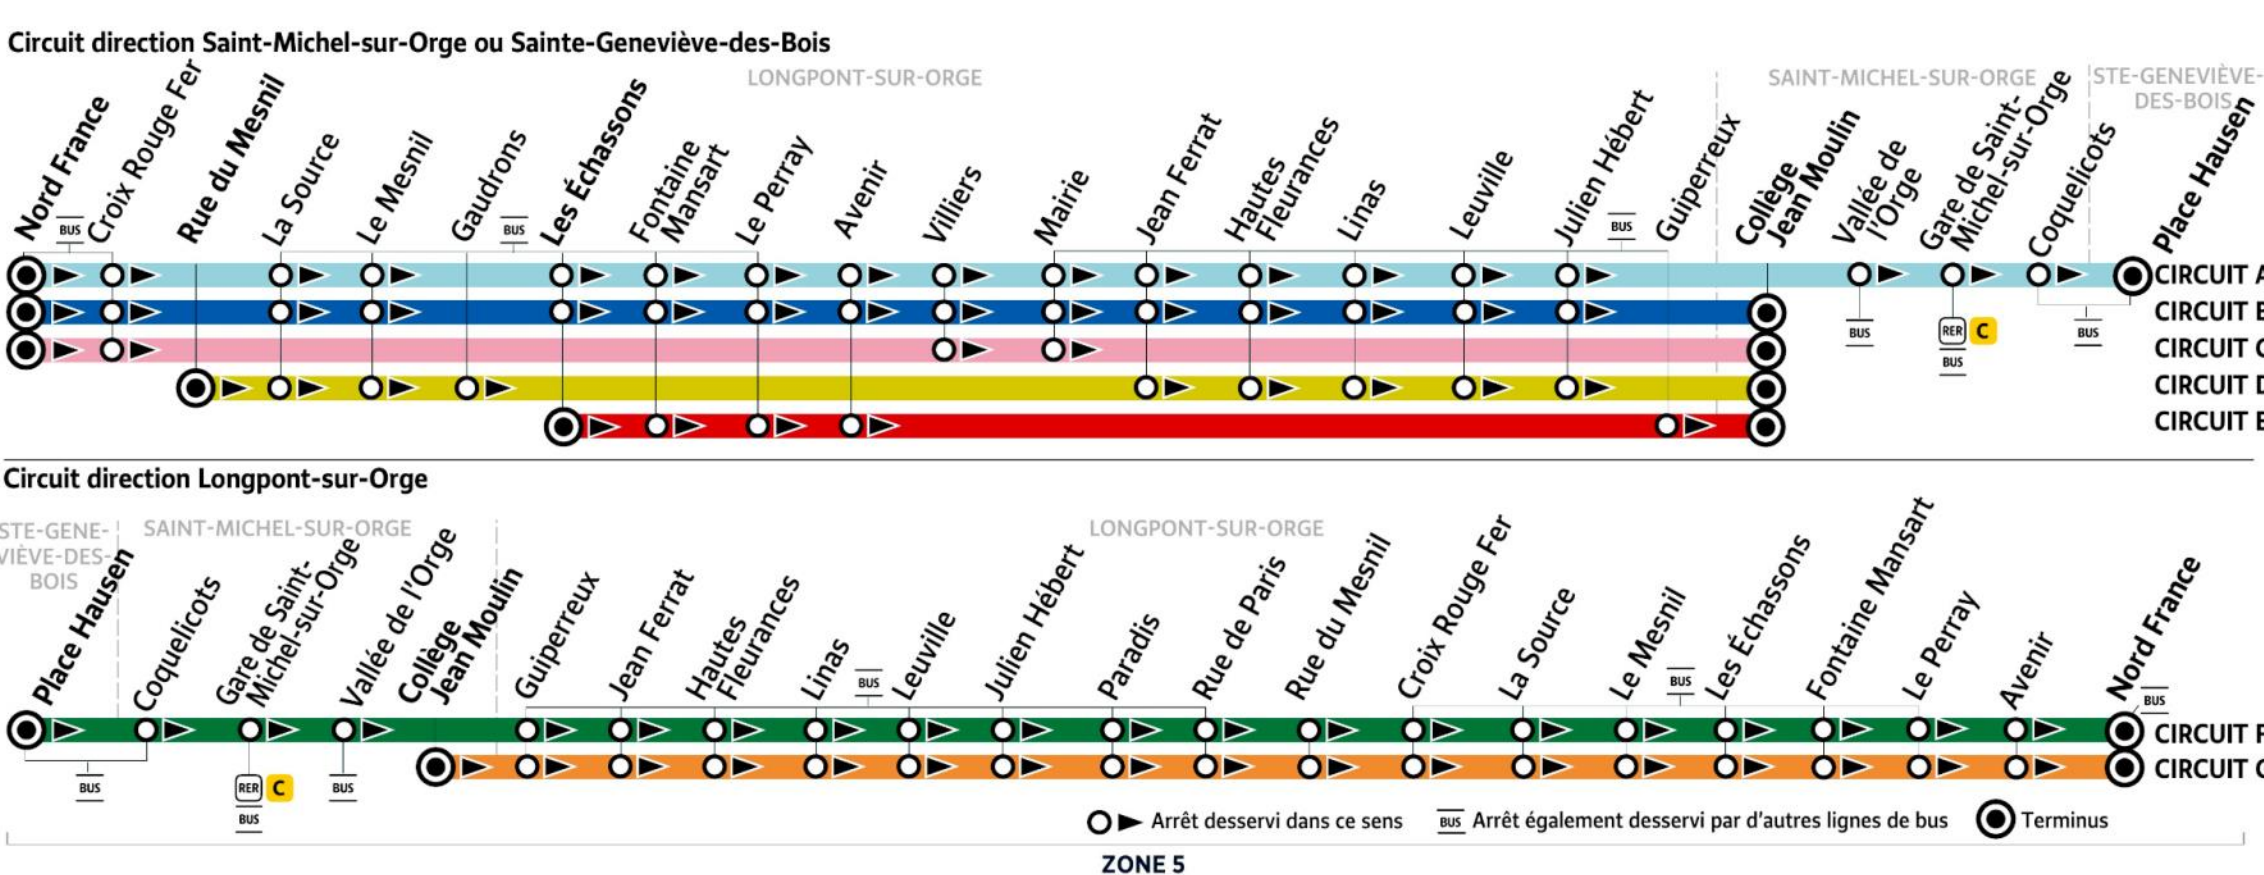 Circuit direction Saint-Michel-sur-Orge ou Sainte-Geneviève-des-Bois
LONGPONT-SUR-ORGE
SAINT-MICHEL-SUR-ORGE
STE-GENEVIÈVE-
DES-BOIS
Nord France
BUS
Croix Rouge Fer
Rue du Mesnil
La Source
Le Mesnil
Gaudrons
BUS
Les Échassons
Fontaine
Mansart
Le Perray
Avenir
Villiers
Mairie
Jean Ferrat
Hautes
Fleurances
Linas
Leuville
Julien Hébert
BUS
Guiperreux
Collège
Jean Moulin
Vallée de
l'Orge
Gare de Saint-
Michel-sur-Orge
Coquelicots
Place Hausen
CIRCUIT A
CIRCUIT B
CIRCUIT C
CIRCUIT D
CIRCUIT E
BUS
RER C
BUS
BUS
Circuit direction Longpont-sur-Orge
STE-GENE-
VIÈVE-DES-
BOIS
SAINT-MICHEL-SUR-ORGE
LONGPONT-SUR-ORGE
Place Hausen
Coquelicots
Gare de Saint-
Michel-sur-Orge
Vallée de l'Orge
Collège
Jean Moulin
Guiperreux
Jean Ferrat
Hautes
Fleurances
Linas
BUS
Leuville
Julien Hébert
Paradis
Rue de Paris
Rue du Mesnil
Croix Rouge Fer
La Source
Le Mesnil
BUS
Les Échassons
Fontaine Mansart
Le Perray
Avenir
Nord France
BUS
CIRCUIT F
CIRCUIT G
BUS
RER C
BUS
BUS
Arrêt desservi dans ce sens
BUS Arrêt également desservi par d'autres lignes de bus
Terminus
ZONE 5